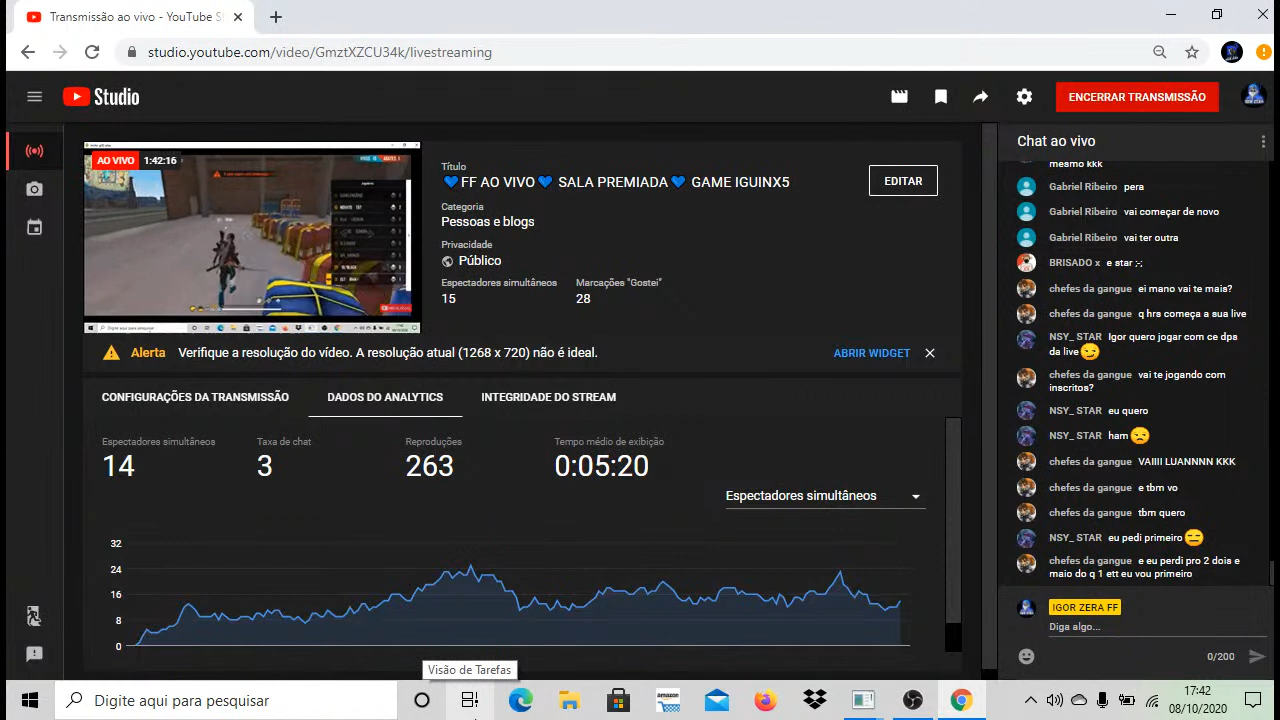 Transmissão ao vivo - YouTube S
studio.youtube.com/video/GmztXZCU34k/livestreaming
Studio
ENCERRAR TRANSMISSÃO
AO VIVO 1:42:16
Título
💙FF AO VIVO💙 SALA PREMIADA💙 GAME IGUINX5
EDITAR
Categoria
Pessoas e blogs
Privacidade
Público
Espectadores simultâneos
Marcações "Gostei"
15
28
Alerta Verifique a resolução do vídeo. A resolução atual (1268 x 720) não é ideal.
ABRIR WIDGET
CONFIGURAÇÕES DA TRANSMISSÃO
DADOS DO ANALYTICS
INTEGRIDADE DO STREAM
Espectadores simultâneos
Taxa de chat
Reproduções
Tempo médio de exibição
14
3
263
0:05:20
Espectadores simultâneos
32
24
16
8
0
Chat ao vivo
meamo kkk
Gabriel Ribeiro pera
Gabriel Ribeiro vai começar de novo
Gabriel Ribeiro vai ter outra
BRISADO x e star :-;
chefes da gangue ei mano vai te mais?
chefes da gangue q hrs começa a sua live
NSY_ STAR Igor quero jogar com ce dps
da live😏
chefes da gangue vai te jogando com
inscritos?
NSY_ STAR eu quero
NSY_ STAR ham😒
chefes da gangue VAIIII LUANNNN KKK
chefes da gangue e tbm vo
chefes da gangue tbm quero
NSY_ STAR eu pedi primeiro😑
chefes da gangue e eu perdi pro 2 dois e
maio do q 1 ett eu vou primeiro
IGOR ZERA FF
Diga algo...
0/200
Visão de Tarefas
Digite aqui para pesquisar
amazon
17:42
08/10/2020